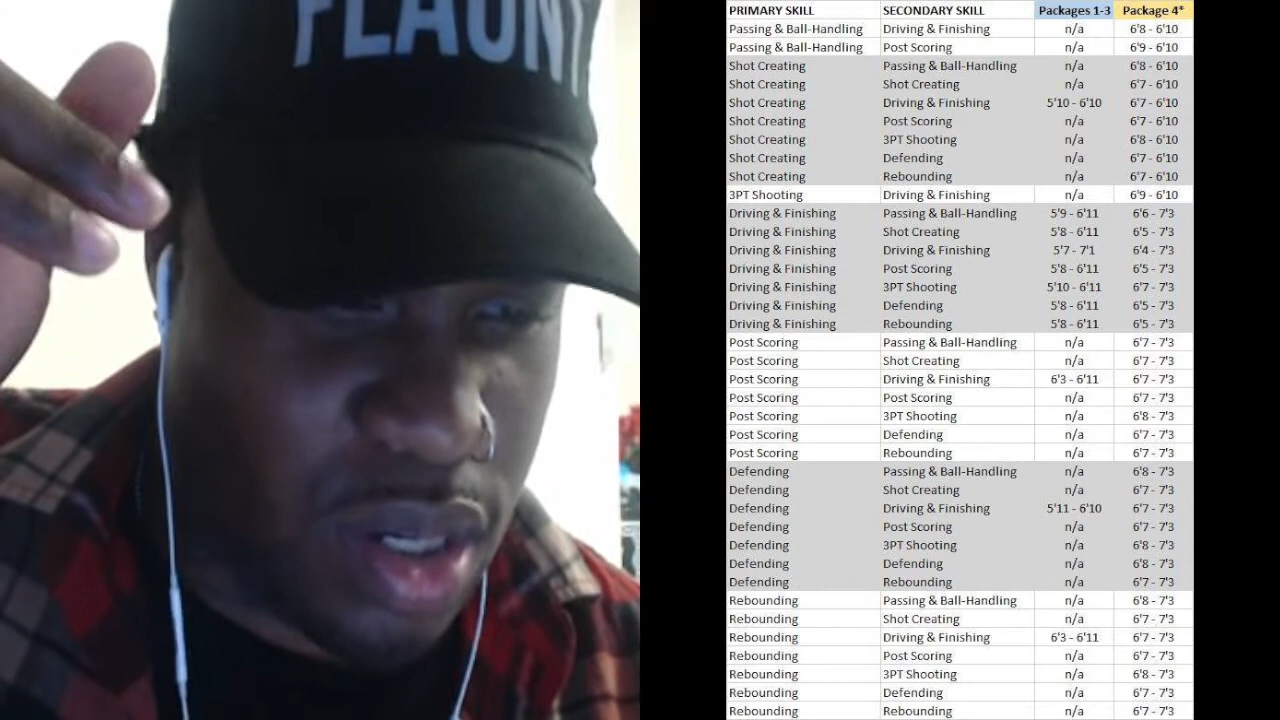 FLAUNT
PRIMARY SKILL SECONDARY SKILL Packages 1-3 Package 4*
Passing & Ball-Handling Driving & Finishing n/a 6'8 - 6'10
Passing & Ball-Handling Post Scoring n/a 6'9 - 6'10
Shot Creating Passing & Ball-Handling n/a 6'8 - 6'10
Shot Creating Shot Creating n/a 6'7 - 6'10
Shot Creating Driving & Finishing 5'10 - 6'10 6'7 - 6'10
Shot Creating Post Scoring n/a 6'7 - 6'10
Shot Creating 3PT Shooting n/a 6'8 - 6'10
Shot Creating Defending n/a 6'7 - 6'10
Shot Creating Rebounding n/a 6'7 - 6'10
3PT Shooting Driving & Finishing n/a 6'9 - 6'10
Driving & Finishing Passing & Ball-Handling 5'9 - 6'11 6'6 - 7'3
Driving & Finishing Shot Creating 5'8 - 6'11 6'5 - 7'3
Driving & Finishing Driving & Finishing 5'7 - 7'1 6'4 - 7'3
Driving & Finishing Post Scoring 5'8 - 6'11 6'5 - 7'3
Driving & Finishing 3PT Shooting 5'10 - 6'11 6'7 - 7'3
Driving & Finishing Defending 5'8 - 6'11 6'5 - 7'3
Driving & Finishing Rebounding 5'8 - 6'11 6'5 - 7'3
Post Scoring Passing & Ball-Handling n/a 6'7 - 7'3
Post Scoring Shot Creating n/a 6'7 - 7'3
Post Scoring Driving & Finishing 6'3 - 6'11 6'7 - 7'3
Post Scoring Post Scoring n/a 6'7 - 7'3
Post Scoring 3PT Shooting n/a 6'8 - 7'3
Post Scoring Defending n/a 6'7 - 7'3
Post Scoring Rebounding n/a 6'7 - 7'3
Defending Passing & Ball-Handling n/a 6'8 - 7'3
Defending Shot Creating n/a 6'7 - 7'3
Defending Driving & Finishing 5'11 - 6'10 6'7 - 7'3
Defending Post Scoring n/a 6'7 - 7'3
Defending 3PT Shooting n/a 6'8 - 7'3
Defending Defending n/a 6'8 - 7'3
Defending Rebounding n/a 6'7 - 7'3
Rebounding Passing & Ball-Handling n/a 6'8 - 7'3
Rebounding Shot Creating n/a 6'7 - 7'3
Rebounding Driving & Finishing 6'3 - 6'11 6'7 - 7'3
Rebounding Post Scoring n/a 6'7 - 7'3
Rebounding 3PT Shooting n/a 6'8 - 7'3
Rebounding Defending n/a 6'7 - 7'3
Rebounding Rebounding n/a 6'7 - 7'3